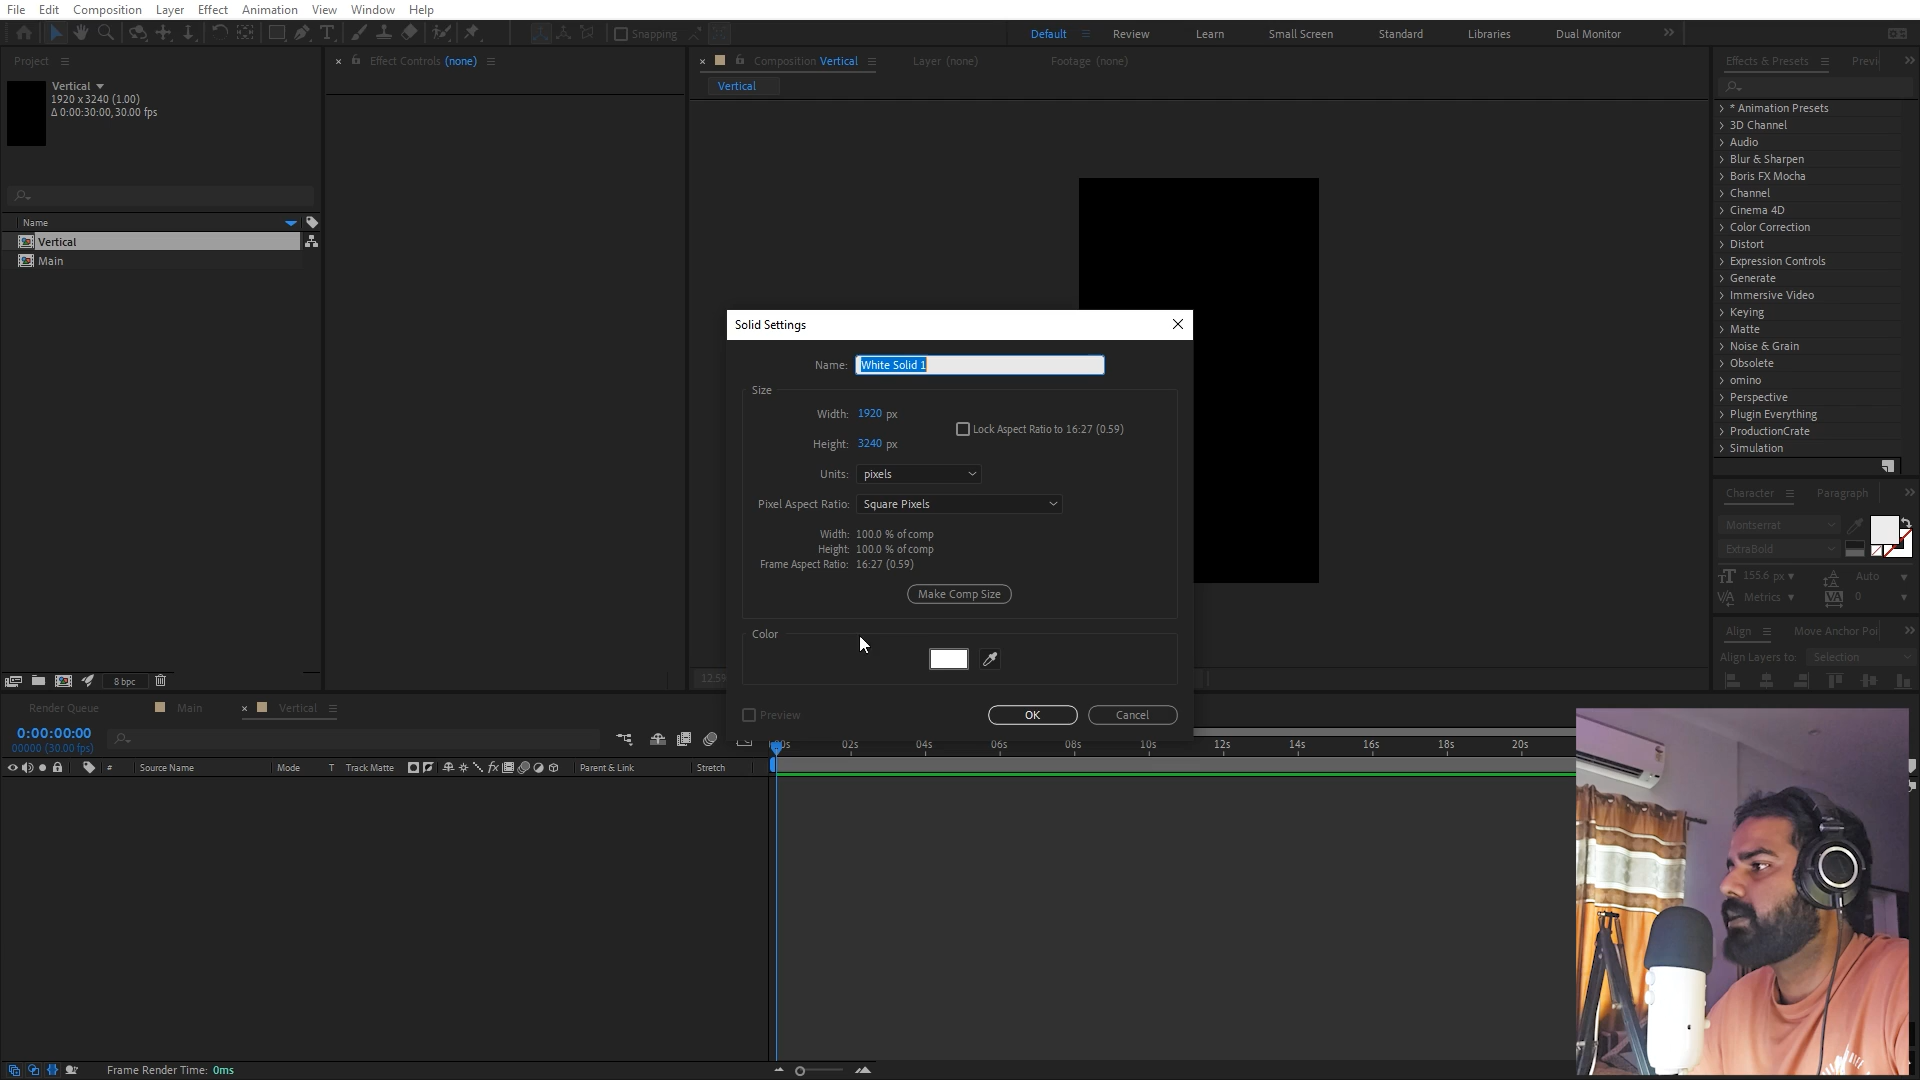 File Edit Composition Layer Effect Animation View Window Help
Snapping
Default Review Learn Small Screen Standard Libraries Dual Monitor
Project
Vertical
1920 x 3240 (1.00)
Δ 0:00:30:00, 30.00 fps
Name
Vertical
Main
8 bpc
Effect Controls (none)
Composition Vertical
Layer (none)
Footage (none)
Vertical
Solid Settings
Name: White Solid 1
Size
Width: 1920 px
Lock Aspect Ratio to 16:27 (0.59)
Height: 3240 px
Units: pixels
Pixel Aspect Ratio: Square Pixels
Width: 100.0 % of comp
Height: 100.0 % of comp
Frame Aspect Ratio: 16:27 (0.59)
Make Comp Size
Color
Preview
OK
Cancel
Effects & Presets
* Animation Presets
3D Channel
Audio
Blur & Sharpen
Boris FX Mocha
Channel
Cinema 4D
Color Correction
Distort
Expression Controls
Generate
Immersive Video
Keying
Matte
Noise & Grain
Obsolete
omino
Perspective
Plugin Everything
ProductionCrate
Simulation
Character Paragraph
Montserrat
ExtraBold
155.6 px Auto
Metrics 0
Align Move Anchor Poi
Align Layers to: Selection
Render Queue Main Vertical
0:00:00:00
00000 (30.00 fps)
# Source Name Mode T Track Matte fx Parent & Link Stretch
02s 04s 06s 08s 10s 12s 14s 16s 18s 20s
Frame Render Time: 0ms